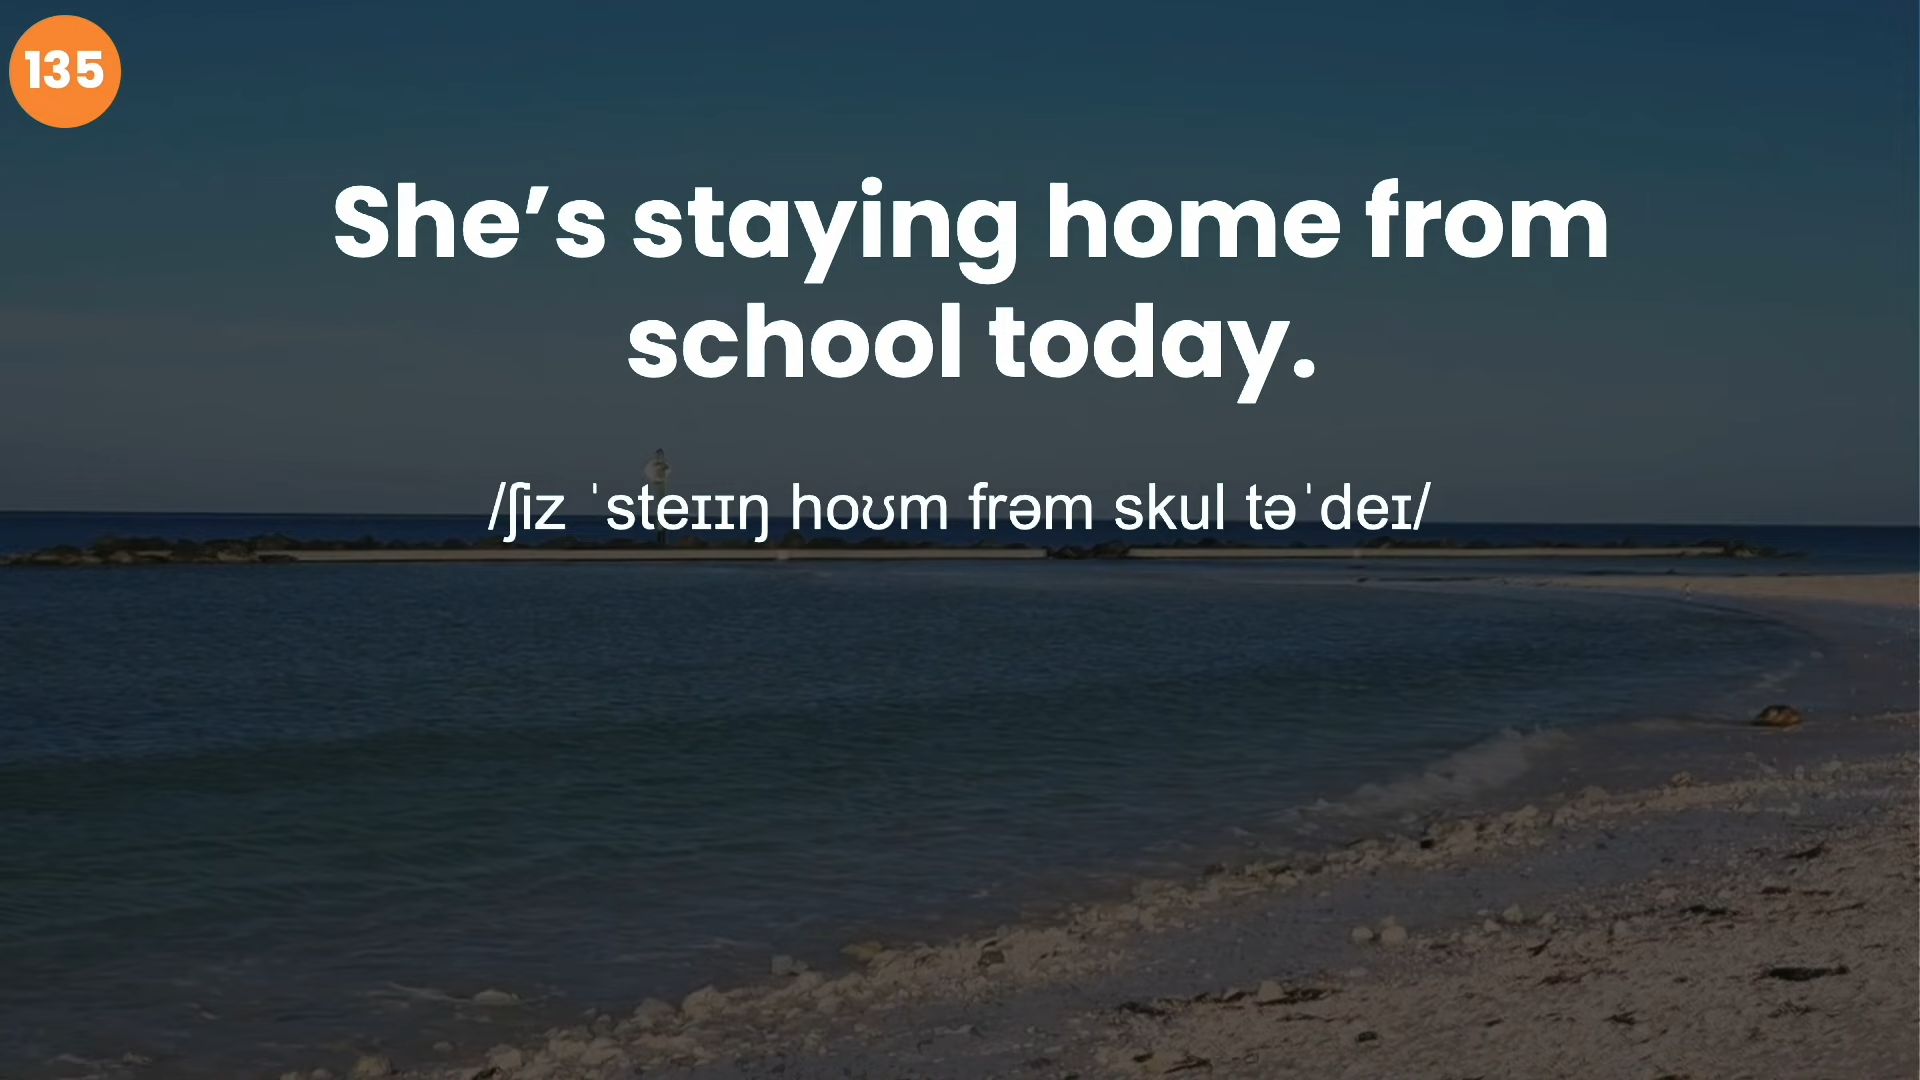 135
She’s staying home from
school today.
/ʃiz ˈsteɪɪŋ hoʊm frəm skul təˈdeɪ/